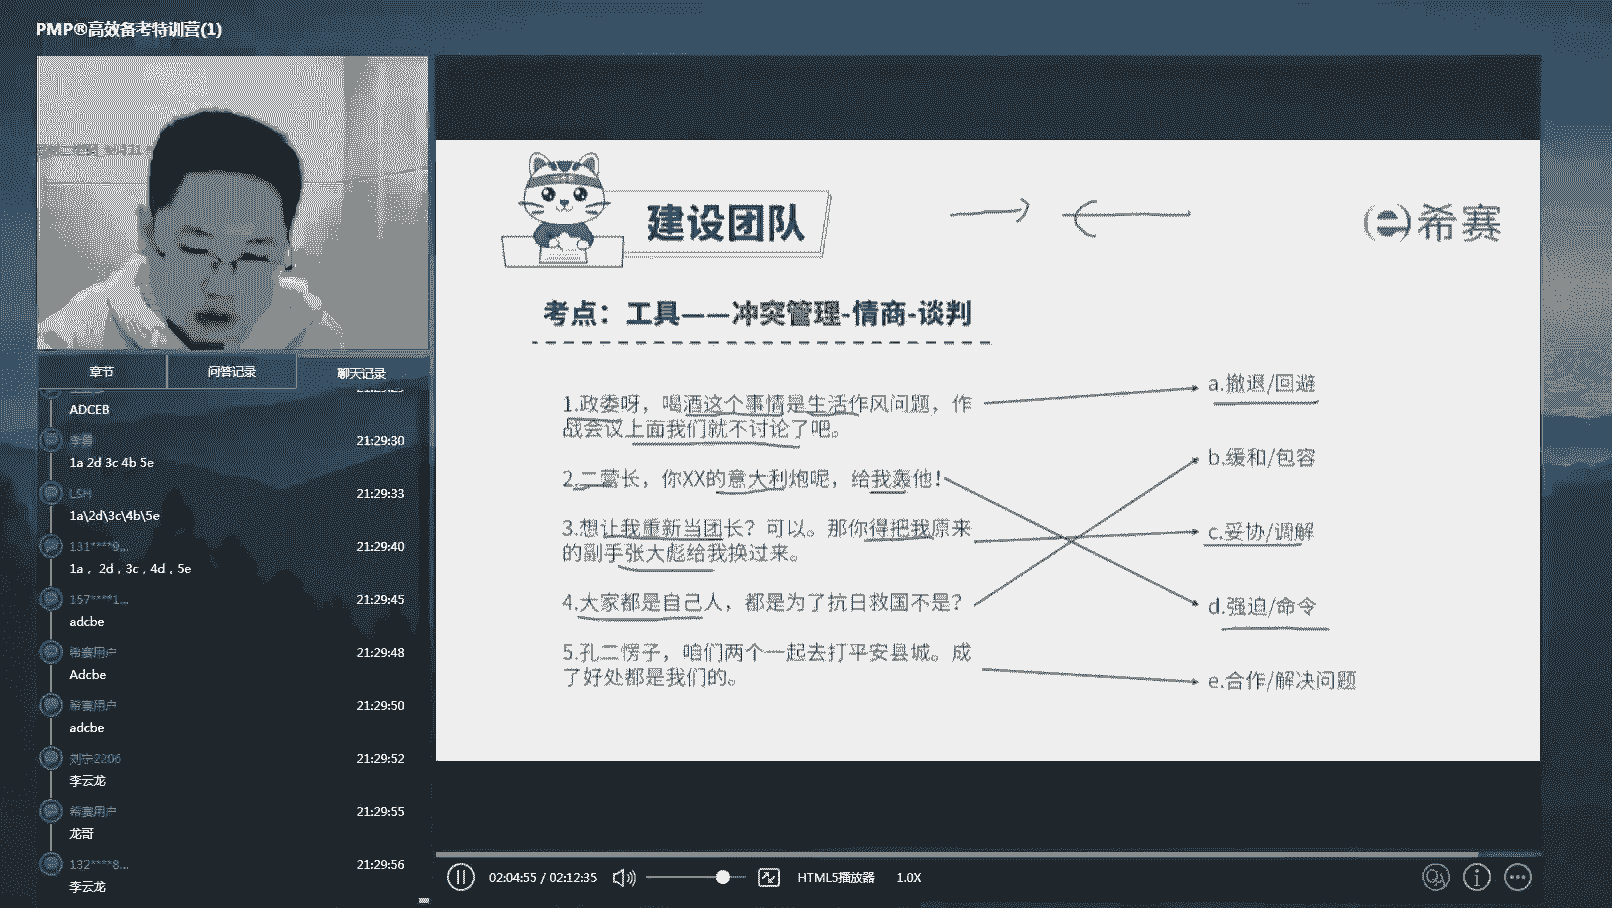 PMP®高效备考特训营(1)
章节
问答记录
聊天记录
ADCEB
21:29:30
1a 2d 3c 4b 5e
LSH
21:29:33
1a\2d\3c\4b\5e
131****9...
21:29:40
1a， 2d，3c，4d，5e
157****1...
21:29:45
adcbe
希赛用户
21:29:48
Adcbe
希赛用户
21:29:50
adcbe
刘宁2206
21:29:52
李云龙
希赛用户
21:29:55
龙哥
132****8...
21:29:56
李云龙
建设团队
希赛
考点：工具——冲突管理-情商-谈判
1.政委呀，喝酒这个事情是生活作风问题，作
战会议上面我们就不讨论了吧。
2.二营长，你XX的意大利炮呢，给我轰他！
3.想让我重新当团长？可以。那你得把我原来
的副手张大彪给我换过来。
4.大家都是自己人，都是为了抗日救国不是？
5.孔二愣子，咱们两个一起去打平安县城。成
了好处都是我们的。
a.撤退/回避
b.缓和/包容
c.妥协/调解
d.强迫/命令
e.合作/解决问题
02:04:55 / 02:12:35
HTML5播放器
1.0X